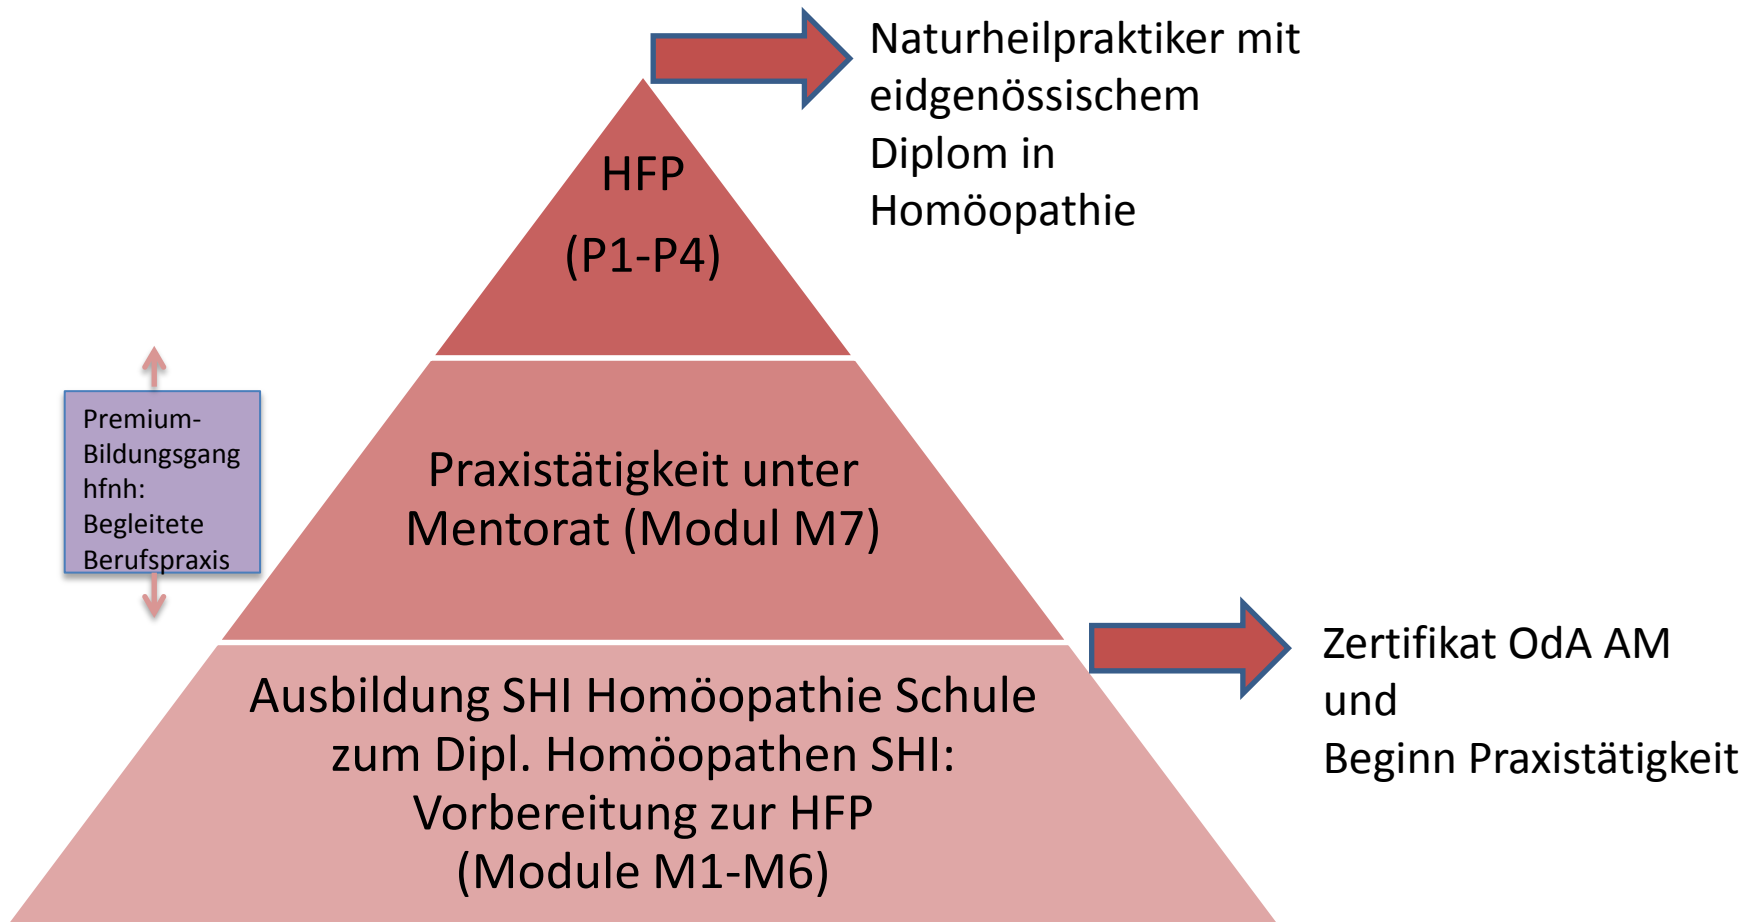 Naturheilpraktiker mit
eidgenössischem
Diplom in
Homöopathie
HFP
(P1-P4)
Premium-
Bildungsgang
hfnh:
Begleitete
Berufspraxis
Praxistätigkeit unter
Mentorat (Modul M7)
Zertifikat OdA AM
und
Beginn Praxistätigkeit
Ausbildung SHI Homöopathie Schule
zum Dipl. Homöopathen SHI:
Vorbereitung zur HFP
(Module M1-M6)